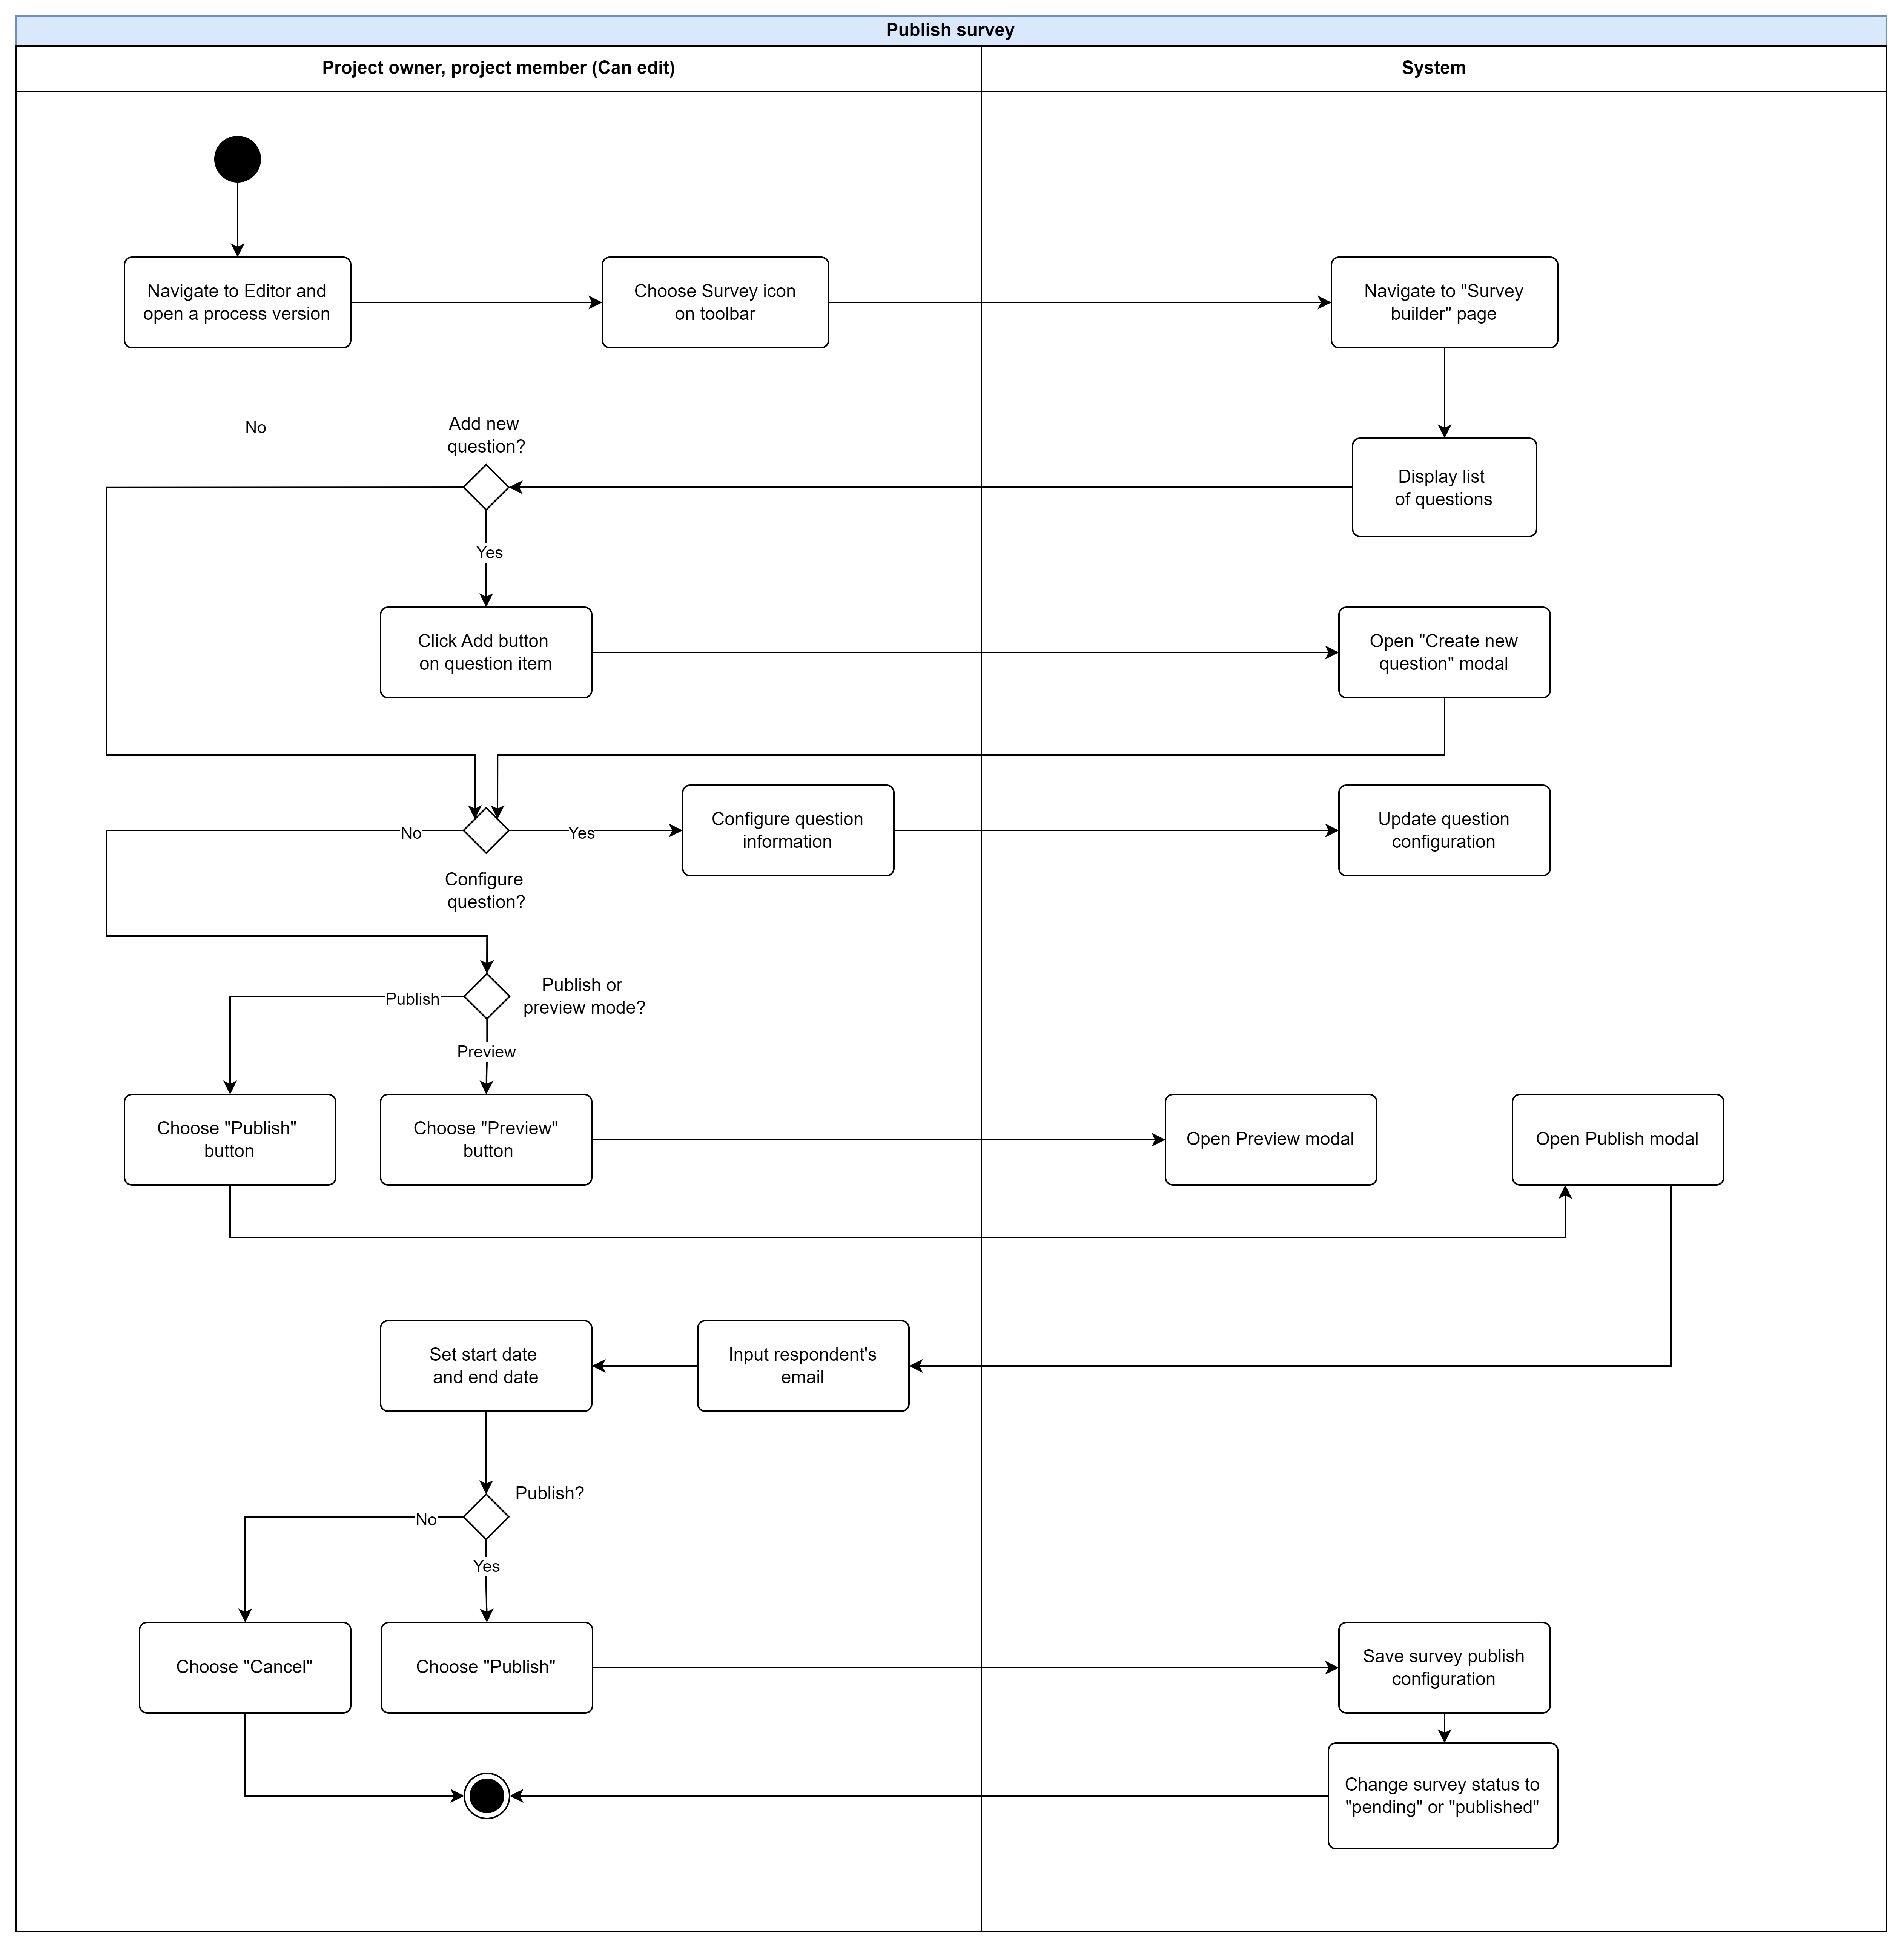 Publish survey
Project owner, project member (Can edit)
System
Navigate to Editor and
open a process version
Choose Survey icon
on toolbar
Navigate to "Survey
builder" page
No
Add new
question?
Display list
of questions
Yes
Click Add button
on question item
Open "Create new
question" modal
No
Yes
Configure question
information
Update question
configuration
Configure
question?
Publish
Publish or
preview mode?
Preview
Choose "Publish"
button
Choose "Preview"
button
Open Preview modal
Open Publish modal
Set start date
and end date
Input respondent's
email
Publish?
No
Yes
Choose "Cancel"
Choose "Publish"
Save survey publish
configuration
Change survey status to
"pending" or "published"